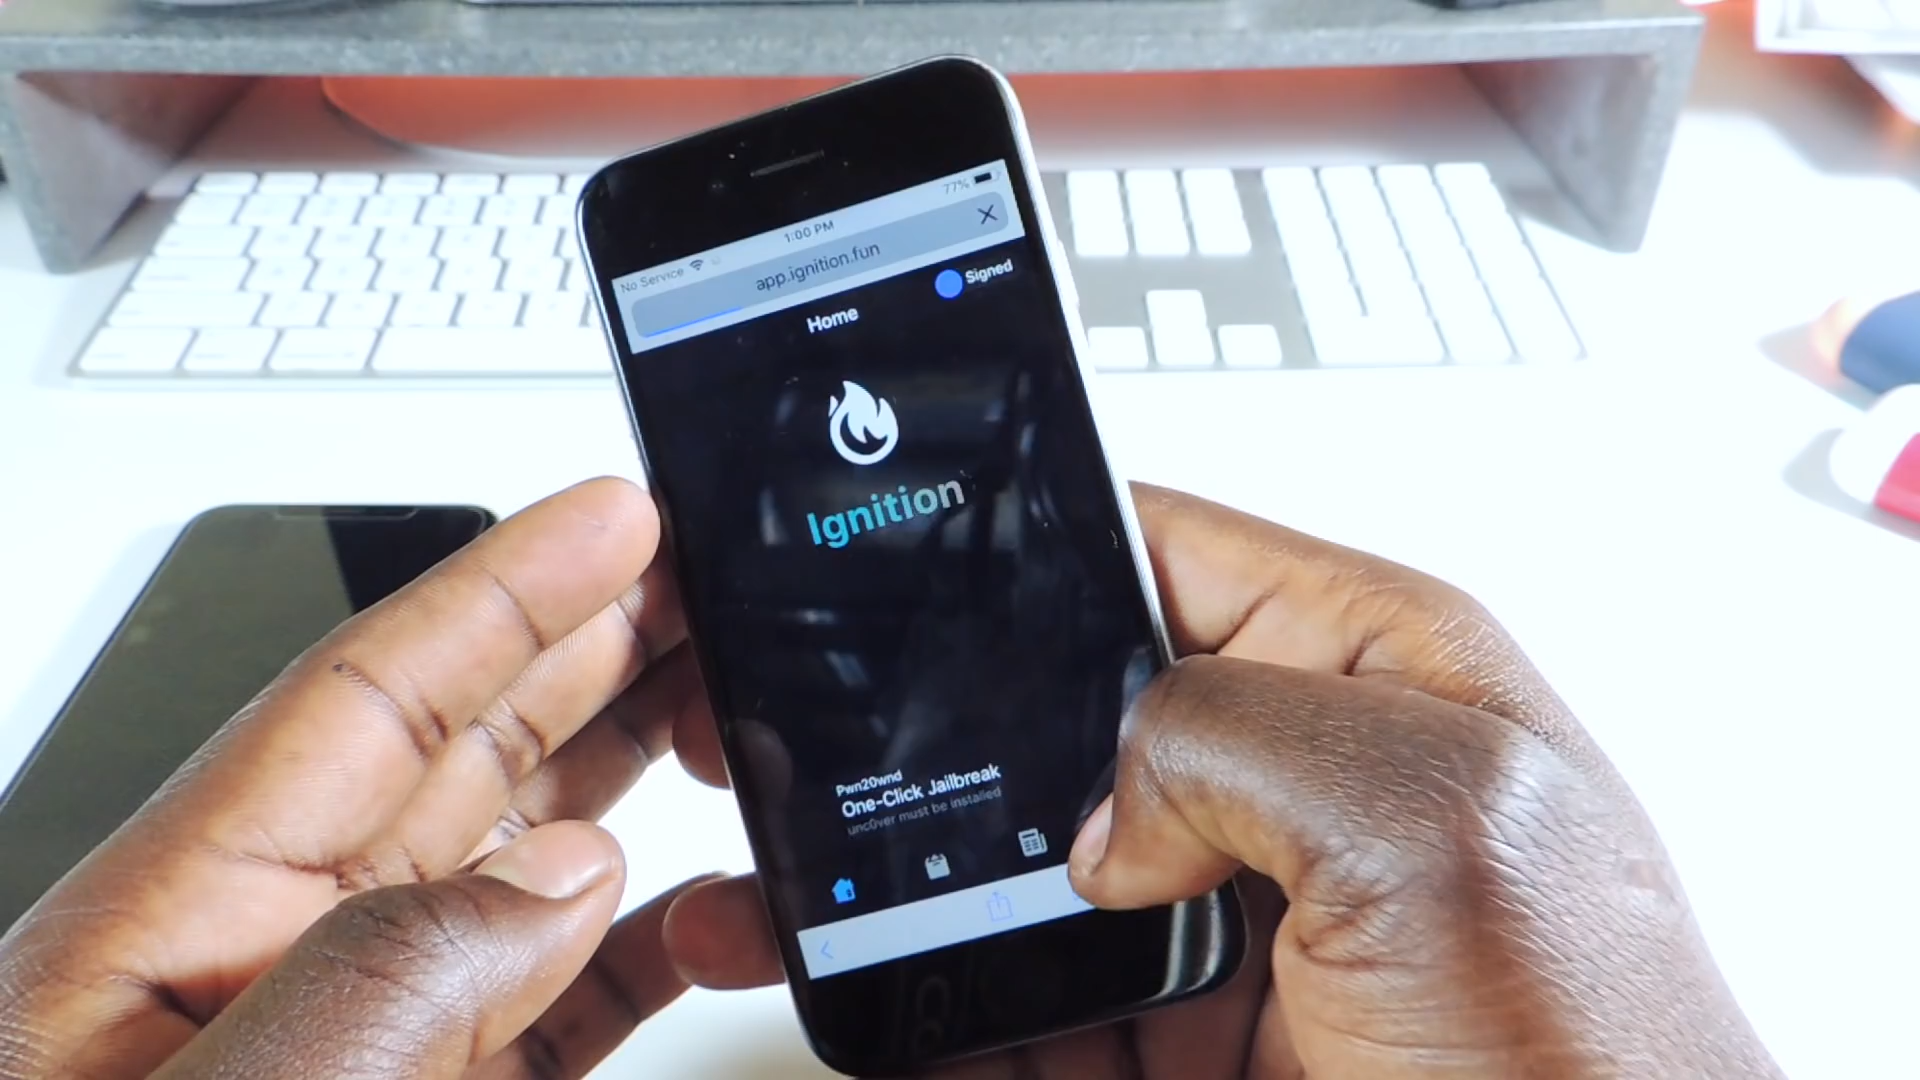 77%
1:00 PM
No Service
app.ignition.fun
Signed
Home
Ignition
Pwn20wnd
One-Click Jailbreak
unc0ver must be installed